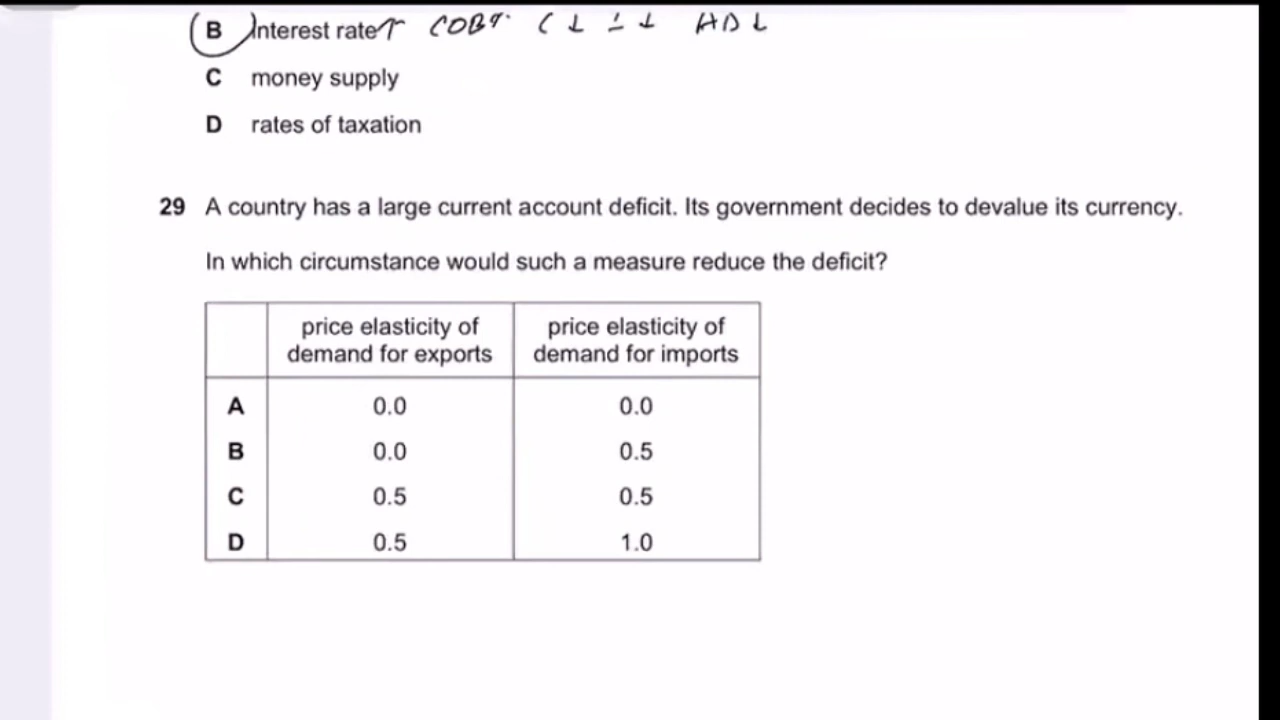 B Interest rate↑ COB↑ C↓ I↓ AD↓
C money supply
D rates of taxation
29 A country has a large current account deficit. Its government decides to devalue its currency.
In which circumstance would such a measure reduce the deficit?
price elasticity of demand for exports price elasticity of demand for imports
A 0.0 0.0
B 0.0 0.5
C 0.5 0.5
D 0.5 1.0